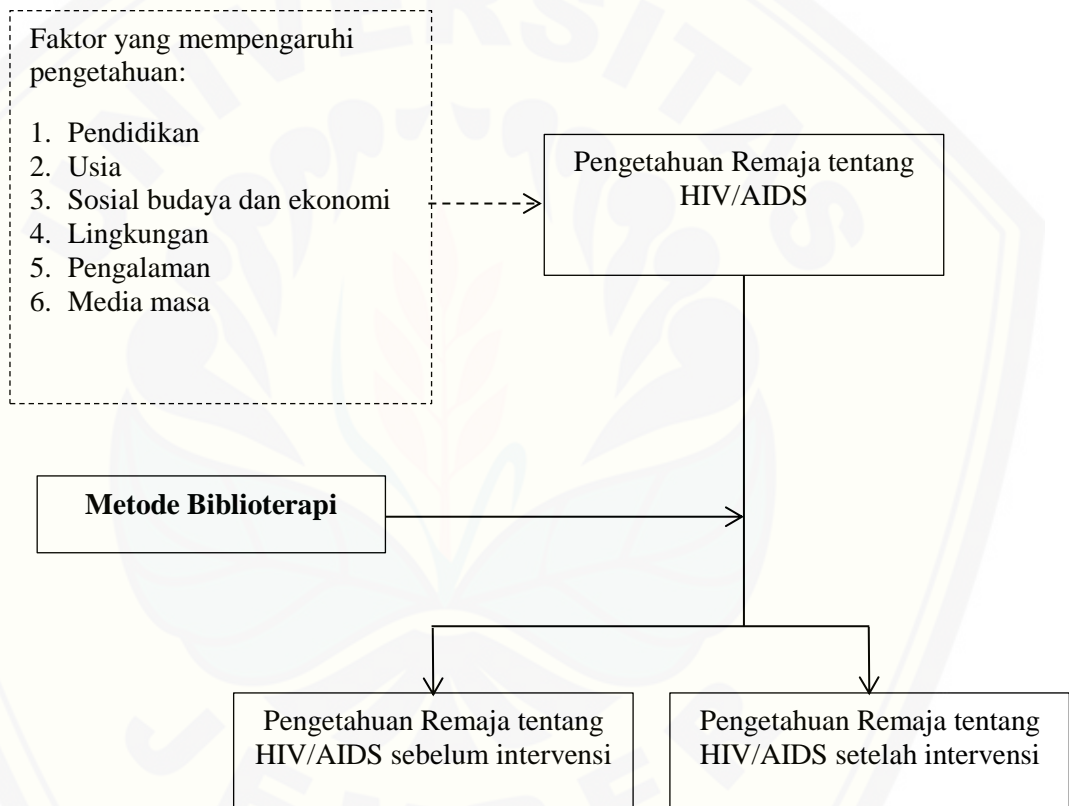 Faktor yang mempengaruhi
pengetahuan:
1. Pendidikan
2. Usia
3. Sosial budaya dan ekonomi
4. Lingkungan
5. Pengalaman
6. Media masa
Pengetahuan Remaja tentang
HIV/AIDS
Metode Biblioterapi
Pengetahuan Remaja tentang
HIV/AIDS sebelum intervensi
Pengetahuan Remaja tentang
HIV/AIDS setelah intervensi
UNIVERSITAS
JEMBER